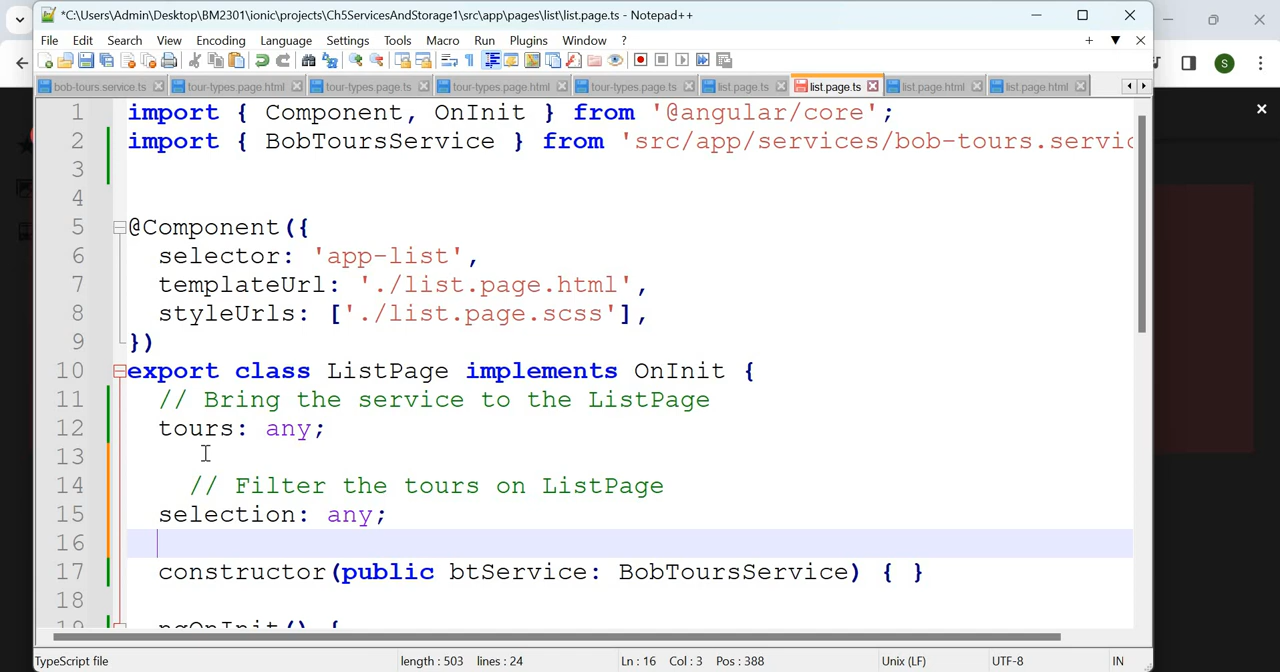 *C:\Users\Admin\Desktop\BM2301\ionic\projects\Ch5ServicesAndStorage1\src\app\pages\list\list.page.ts - Notepad++
File Edit Search View Encoding Language Settings Tools Macro Run Plugins Window ?
bob-tours.service.ts tour-types.page.html tour-types.page.ts tour-types.page.html tour-types.page.ts list.page.ts list.page.ts list.page.html list.page.html
1 import { Component, OnInit } from '@angular/core';
2 import { BobToursService } from 'src/app/services/bob-tours.servic
3
4
5 @Component({
6 selector: 'app-list',
7 templateUrl: './list.page.html',
8 styleUrls: ['./list.page.scss'],
9 })
10 export class ListPage implements OnInit {
11 // Bring the service to the ListPage
12 tours: any;
13
14 // Filter the tours on ListPage
15 selection: any;
16
17 constructor(public btService: BobToursService) { }
18
19 ngOnInit() {
TypeScript file length : 503 lines : 24 Ln : 16 Col : 3 Pos : 388 Unix (LF) UTF-8 IN
S